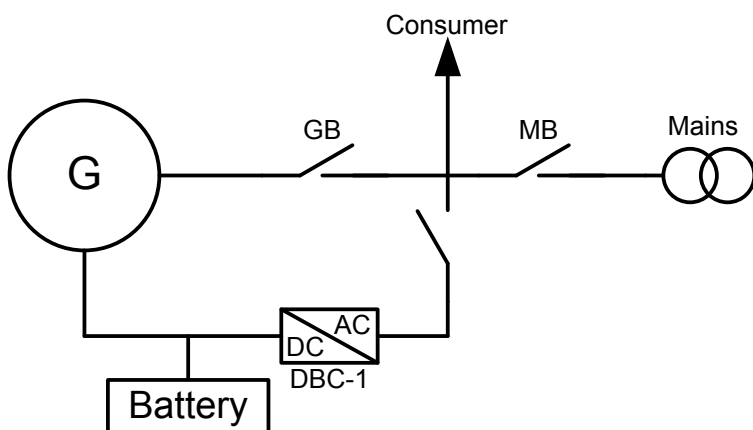 Consumer
GB
MB
Mains
G
AC
DC
DBC-1
Battery